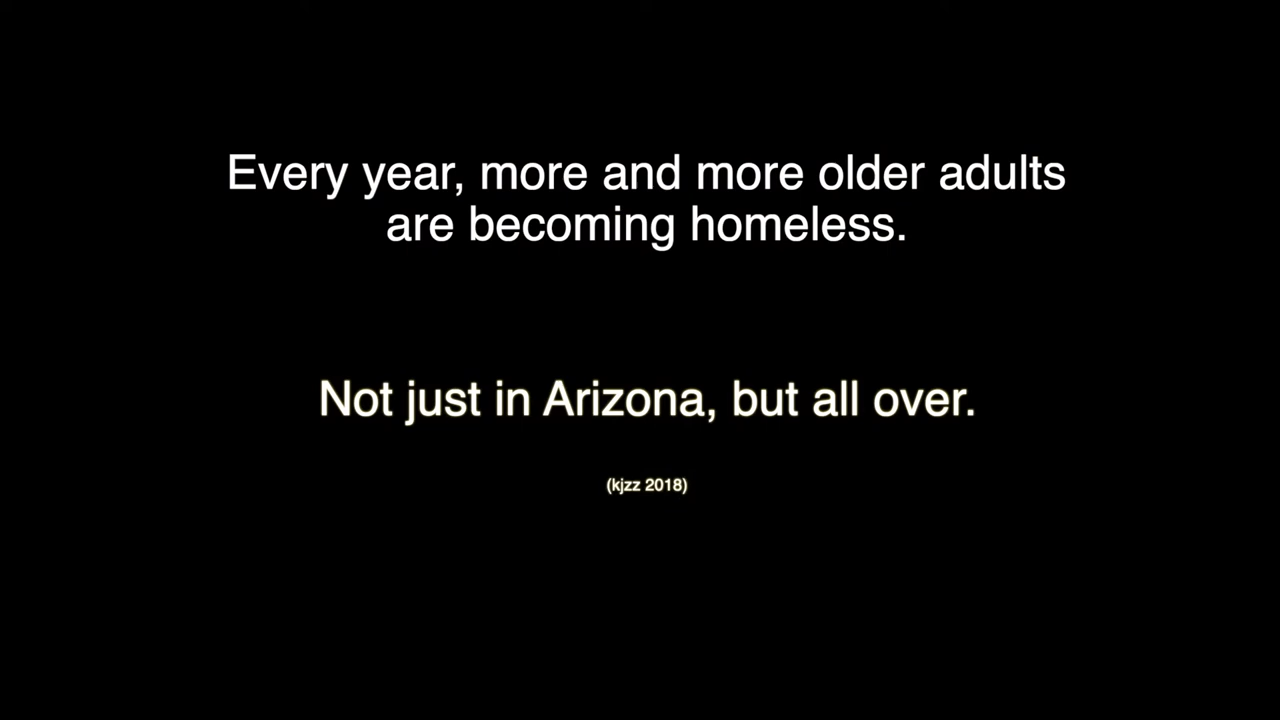 Every year, more and more older adults
are becoming homeless.
Not just in Arizona, but all over.
(kjzz 2018)